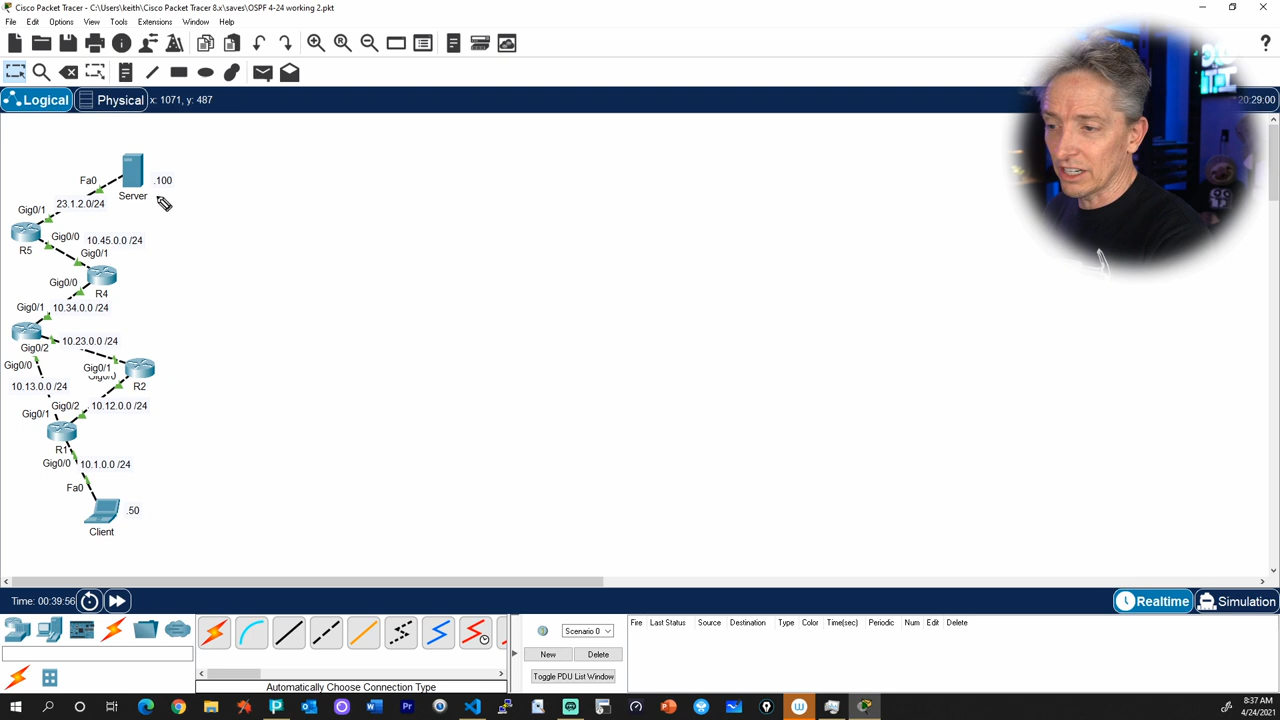 Cisco Packet Tracer - C:\Users\keith\Cisco Packet Tracer 8.x\saves\OSPF 4-24 working 2.pkt
File Edit Options View Tools Extensions Window Help
Logical Physical x: 1071, y: 487
20:29:00
.100
Fa0
Server
23.1.2.0/24
Gig0/1
Gig0/0
10.45.0.0 /24
R5
Gig0/1
Gig0/0
R4
Gig0/1
10.34.0.0 /24
10.23.0.0 /24
Gig0/2
Gig0/0
Gig0/1
Gig0/0
10.13.0.0 /24
R2
Gig0/2
10.12.0.0 /24
Gig0/1
R1
Gig0/0
10.1.0.0 /24
Fa0
.50
Client
Time: 00:39:56
Realtime Simulation
Scenario 0
New Delete
Toggle PDU List Window
Fire Last Status Source Destination Type Color Time(sec) Periodic Num Edit Delete
Automatically Choose Connection Type
8:37 AM
4/24/2021